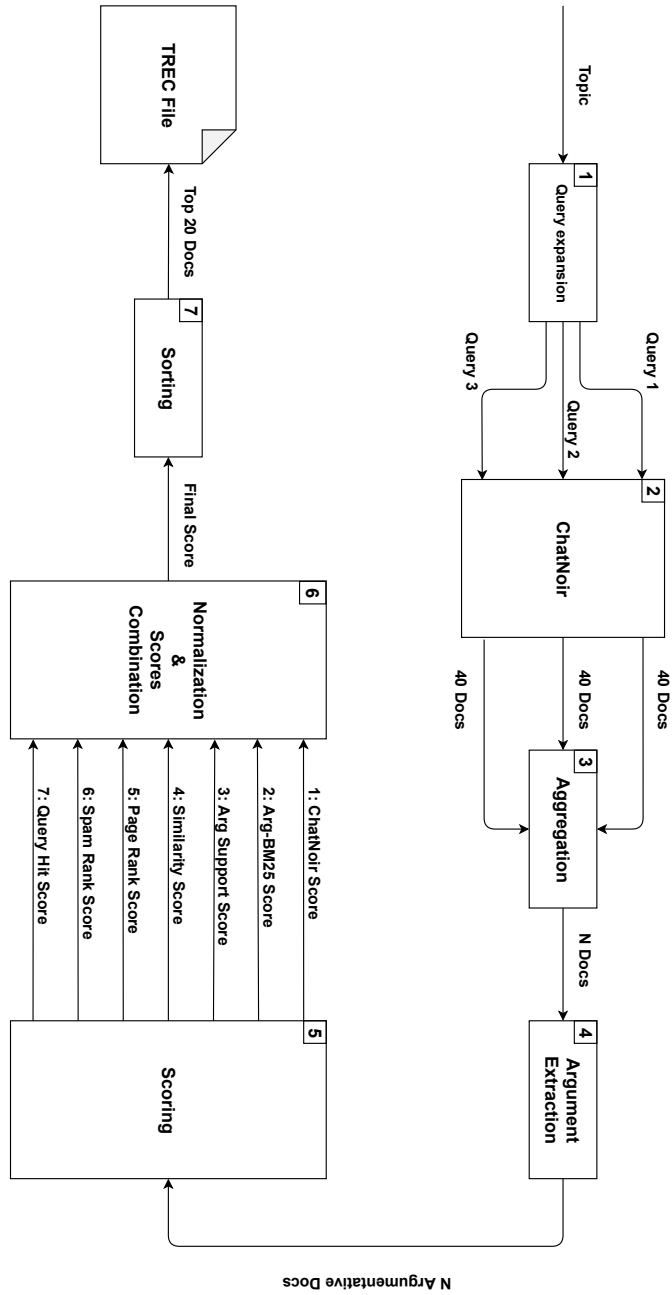 Topic
1
Query expansion
Query 1
Query 2
Query 3
2
ChatNoir
40 Docs
40 Docs
40 Docs
3
Aggregation
N Docs
4
Argument
Extraction
N Argumentative Docs
5
Scoring
1: ChatNoir Score
2: Arg-BM25 Score
3: Arg Support Score
4: Similarity Score
5: Page Rank Score
6: Spam Rank Score
7: Query Hit Score
6
Normalization
&
Scores
Combination
Final Score
7
Sorting
Top 20 Docs
TREC File